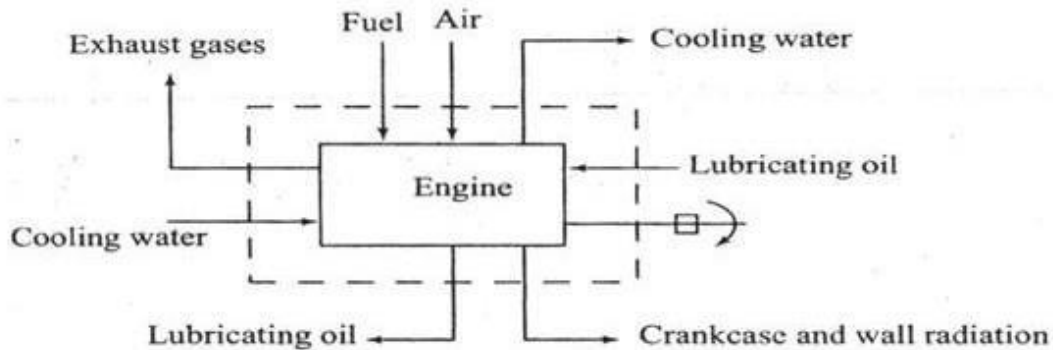 Fuel Air
Exhaust gases
Cooling water
Lubricating oil
Engine
Cooling water
Lubricating oil
Crankcase and wall radiation